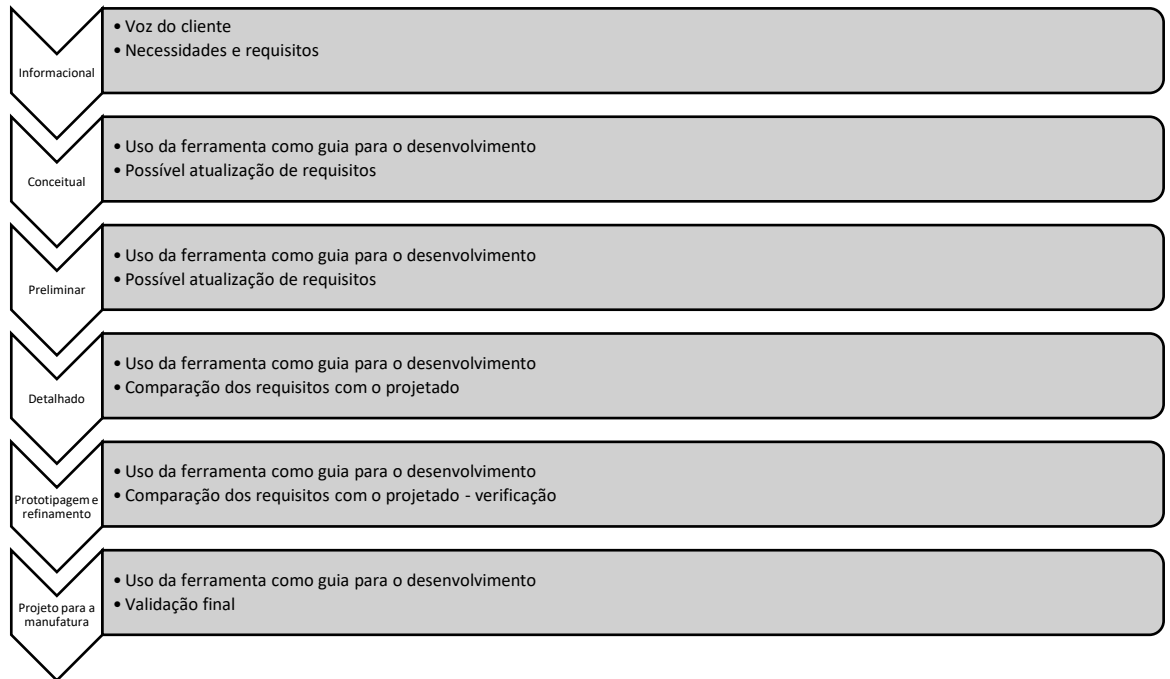 Informacional
• Voz do cliente
• Necessidades e requisitos
Conceitual
• Uso da ferramenta como guia para o desenvolvimento
• Possível atualização de requisitos
Preliminar
• Uso da ferramenta como guia para o desenvolvimento
• Possível atualização de requisitos
Detalhado
• Uso da ferramenta como guia para o desenvolvimento
• Comparação dos requisitos com o projetado
Prototipagem e
refinamento
• Uso da ferramenta como guia para o desenvolvimento
• Comparação dos requisitos com o projetado - verificação
Projeto para a
manufatura
• Uso da ferramenta como guia para o desenvolvimento
• Validação final